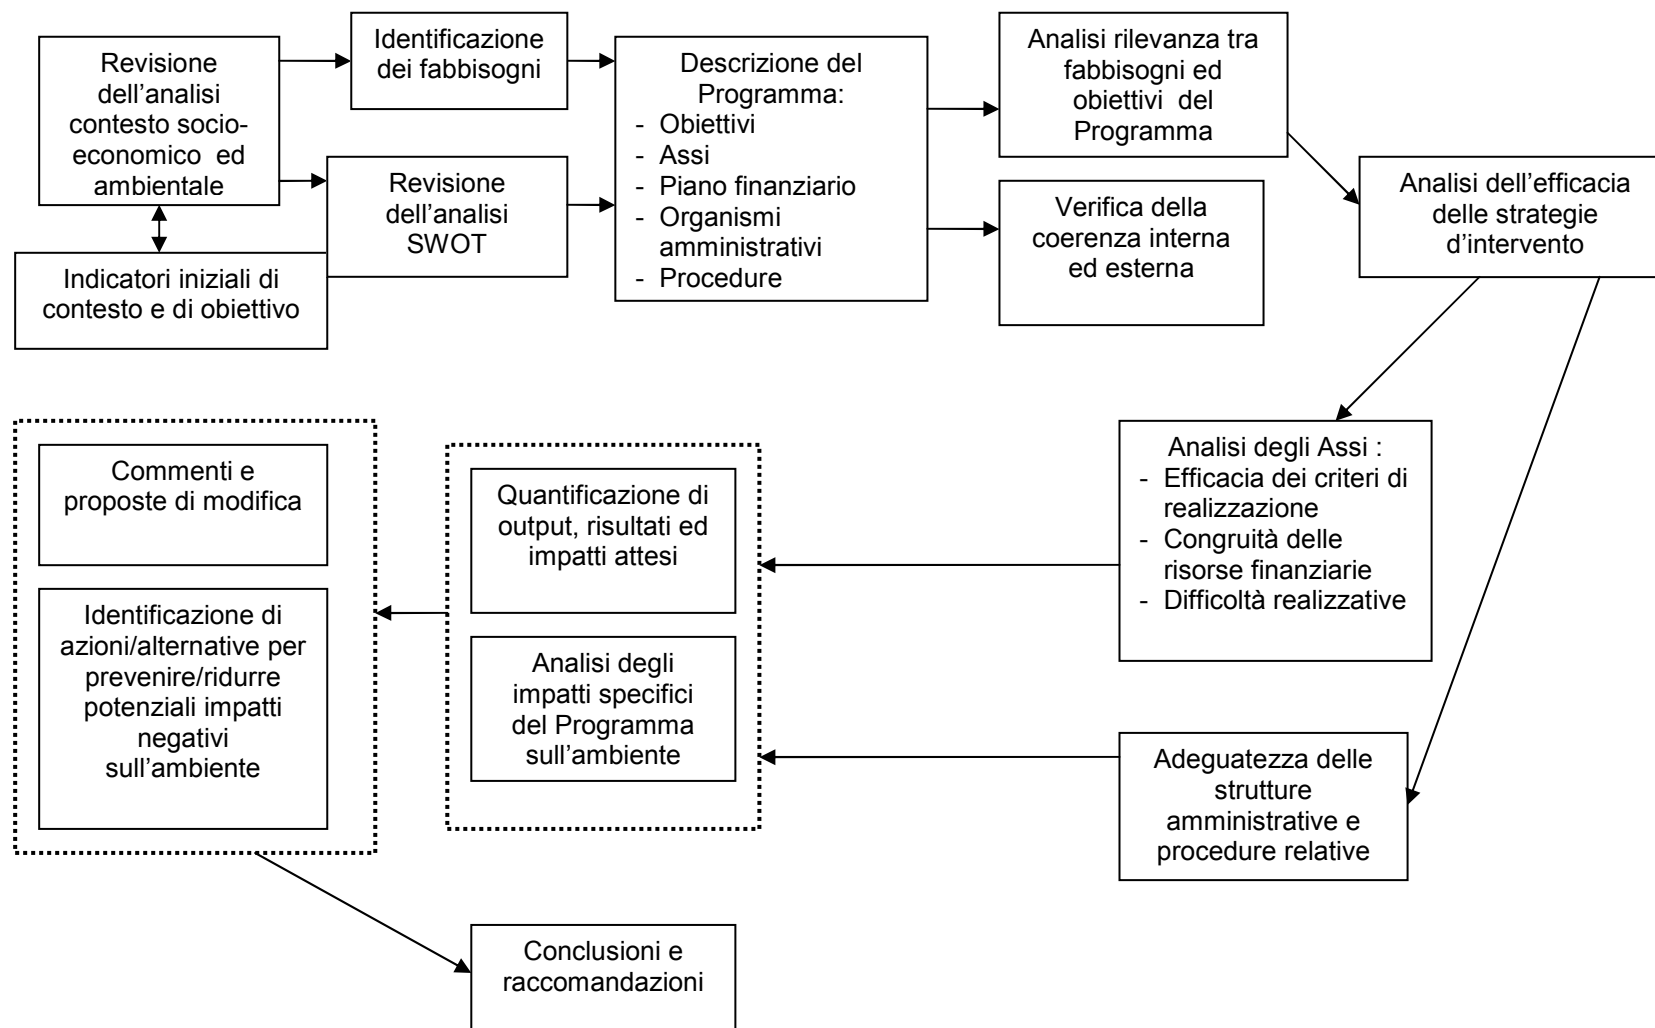 Revisione
dell’analisi
contesto socio-
economico ed
ambientale
Indicatori iniziali di
contesto e di obiettivo
Identificazione
dei fabbisogni
Revisione
dell’analisi
SWOT
Descrizione del
Programma:
- Obiettivi
- Assi
- Piano finanziario
- Organismi
amministrativi
- Procedure
Analisi rilevanza tra
fabbisogni ed
obiettivi del
Programma
Verifica della
coerenza interna
ed esterna
Analisi dell’efficacia
delle strategie
d’intervento
Analisi degli Assi :
- Efficacia dei criteri di
realizzazione
- Congruità delle
risorse finanziarie
- Difficoltà realizzative
Adeguatezza delle
strutture
amministrative e
procedure relative
Quantificazione di
output, risultati ed
impatti attesi
Analisi degli
impatti specifici
del Programma
sull’ambiente
Commenti e
proposte di modifica
Identificazione di
azioni/alternative per
prevenire/ridurre
potenziali impatti
negativi
sull’ambiente
Conclusioni e
raccomandazioni